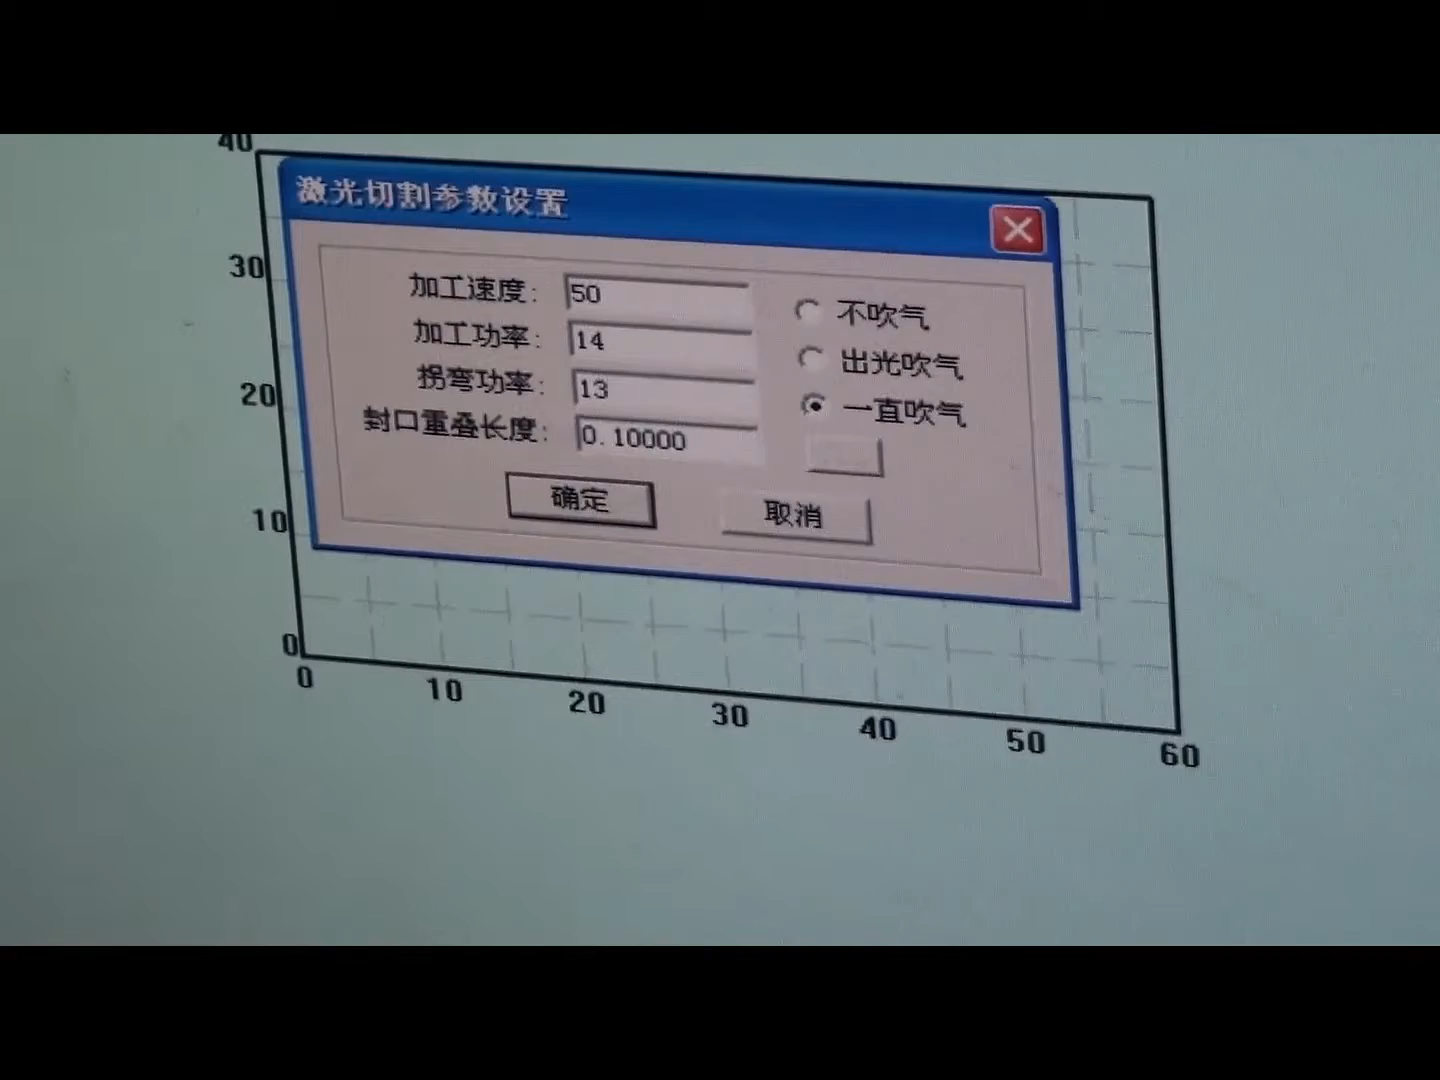 40
激光切割参数设置
30
加工速度: 50
不吹气
加工功率: 14
出光吹气
20
拐弯功率: 13
一直吹气
封口重叠长度: 0.10000
10
确定
取消
0
0 10 20 30 40 50 60